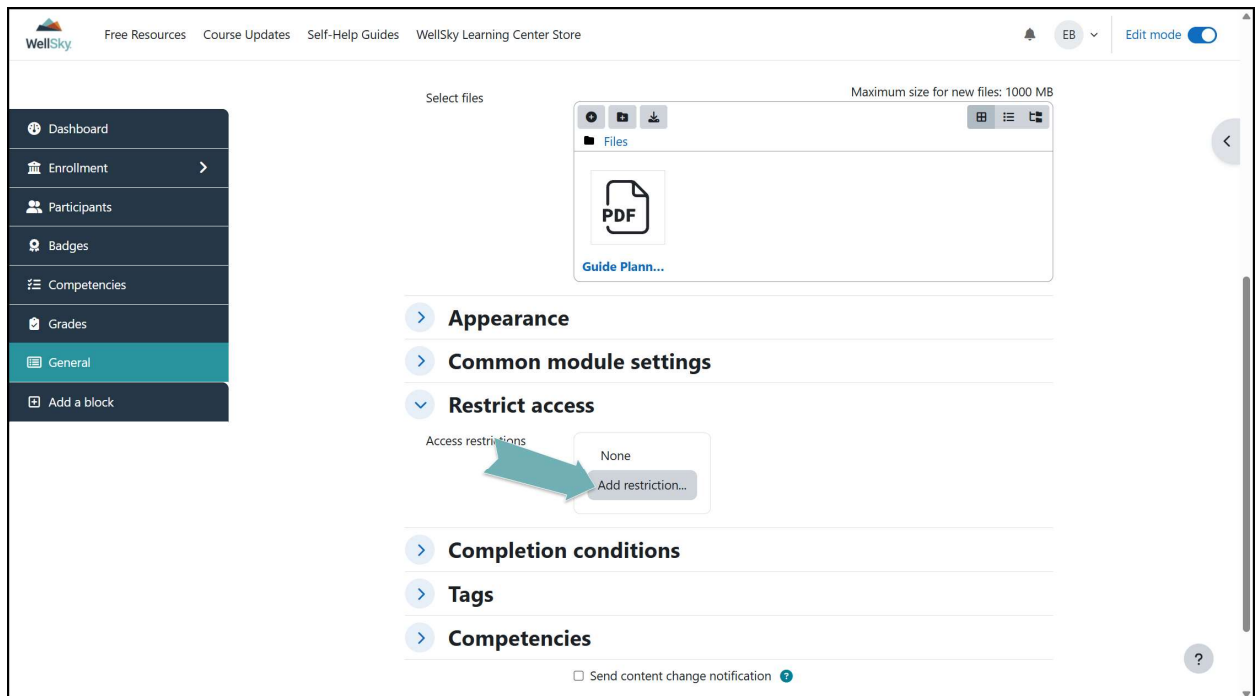 WellSky
Free Resources Course Updates Self-Help Guides WellSky Learning Center Store EB Edit mode
Dashboard
Enrollment
Participants
Badges
Competencies
Grades
General
Add a block
Select files
Maximum size for new files: 1000 MB
Files
PDF
Guide Plann...
Appearance
Common module settings
Restrict access
Access restrictions
None
Add restriction...
Completion conditions
Tags
Competencies
Send content change notification ?
?